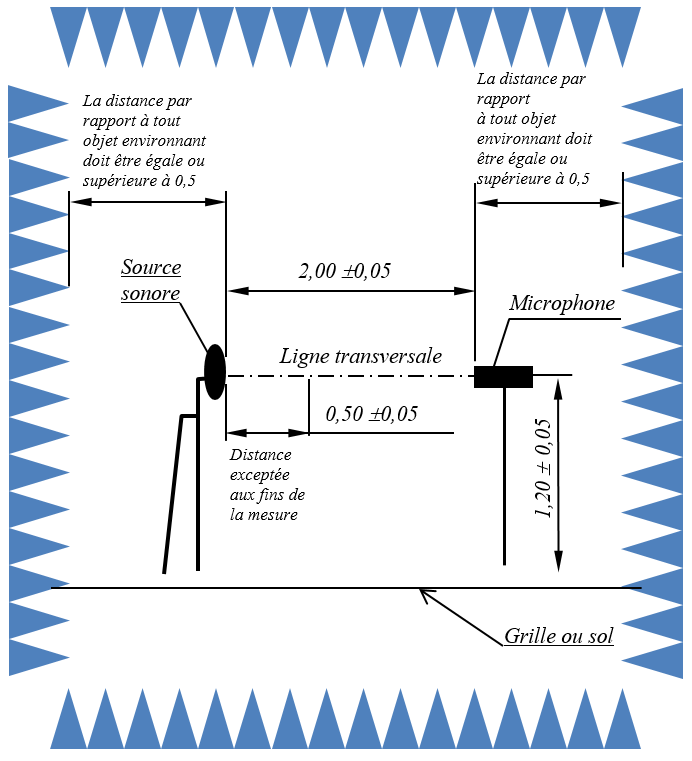 La distance par
rapport à tout
objet environnant
doit être égale ou
supérieure à 0,5
La distance par
rapport
à tout objet
environnant doit
être égale ou
supérieure à 0,5
Source
sonore
2,00 ±0,05
Microphone
Ligne transversale
0,50 ±0,05
Distance
exceptée
aux fins de
la mesure
1,20 ± 0,05
Grille ou sol